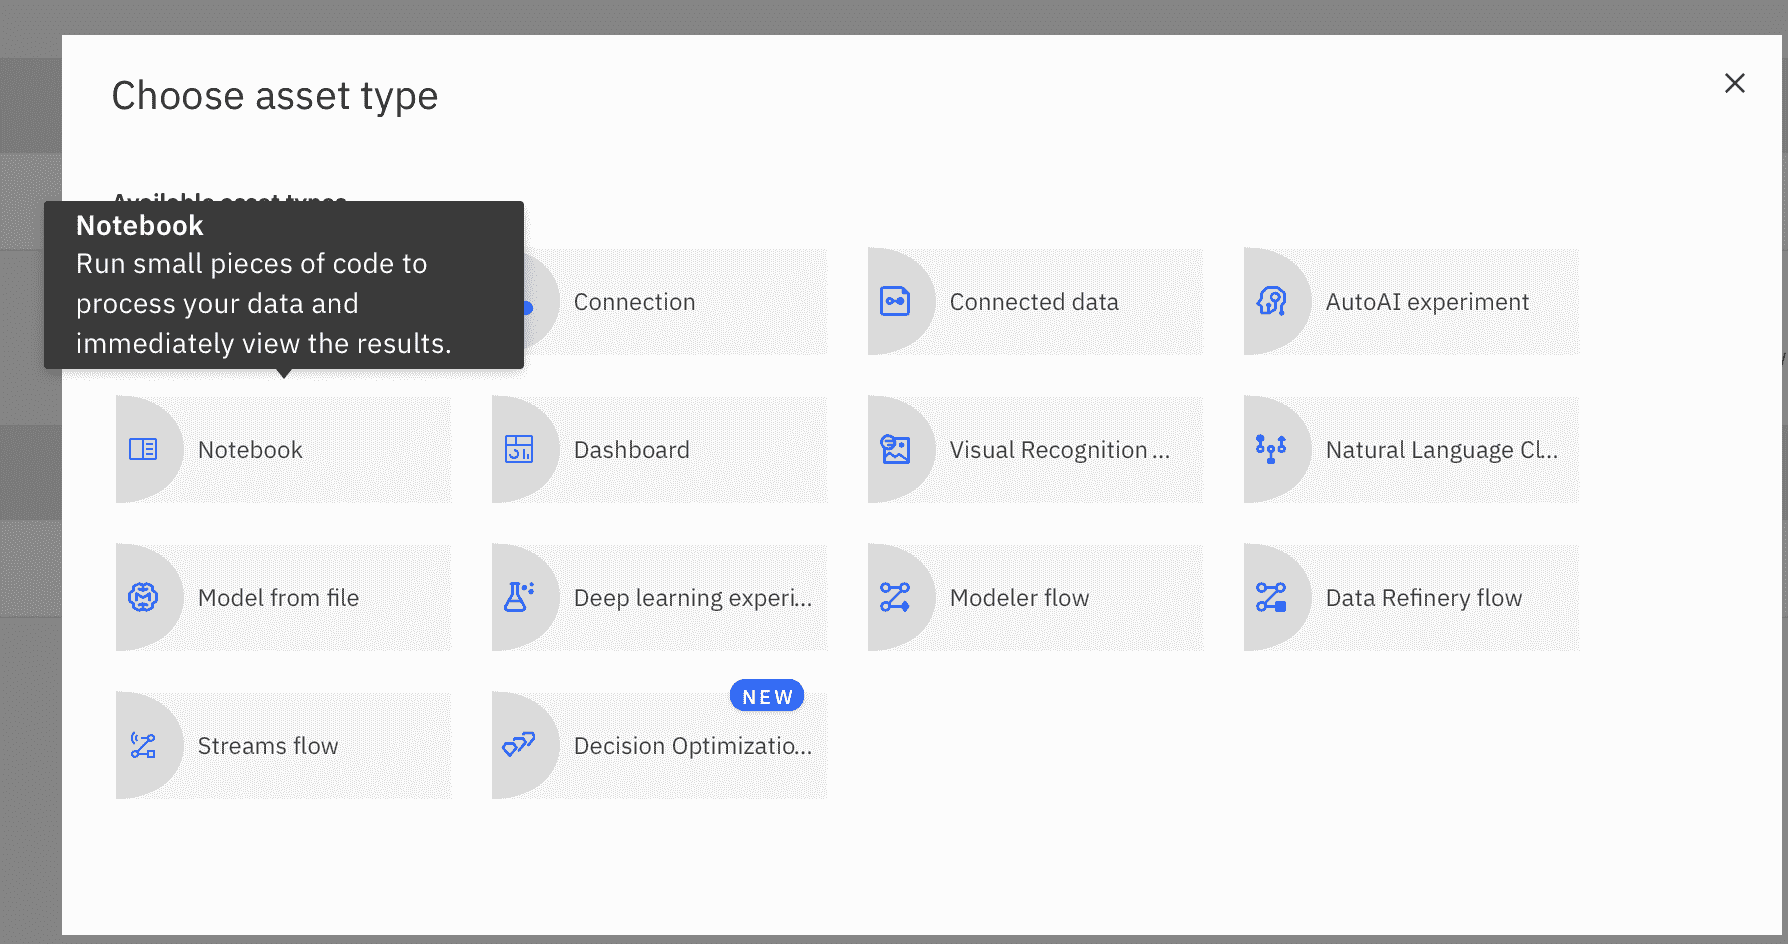 Choose asset type
Available asset types
Notebook
Run small pieces of code to
process your data and
immediately view the results.
Connection
Connected data
AutoAI experiment
Notebook
Dashboard
Visual Recognition ...
Natural Language Cl...
Model from file
Deep learning experi...
Modeler flow
Data Refinery flow
NEW
Streams flow
Decision Optimizatio...